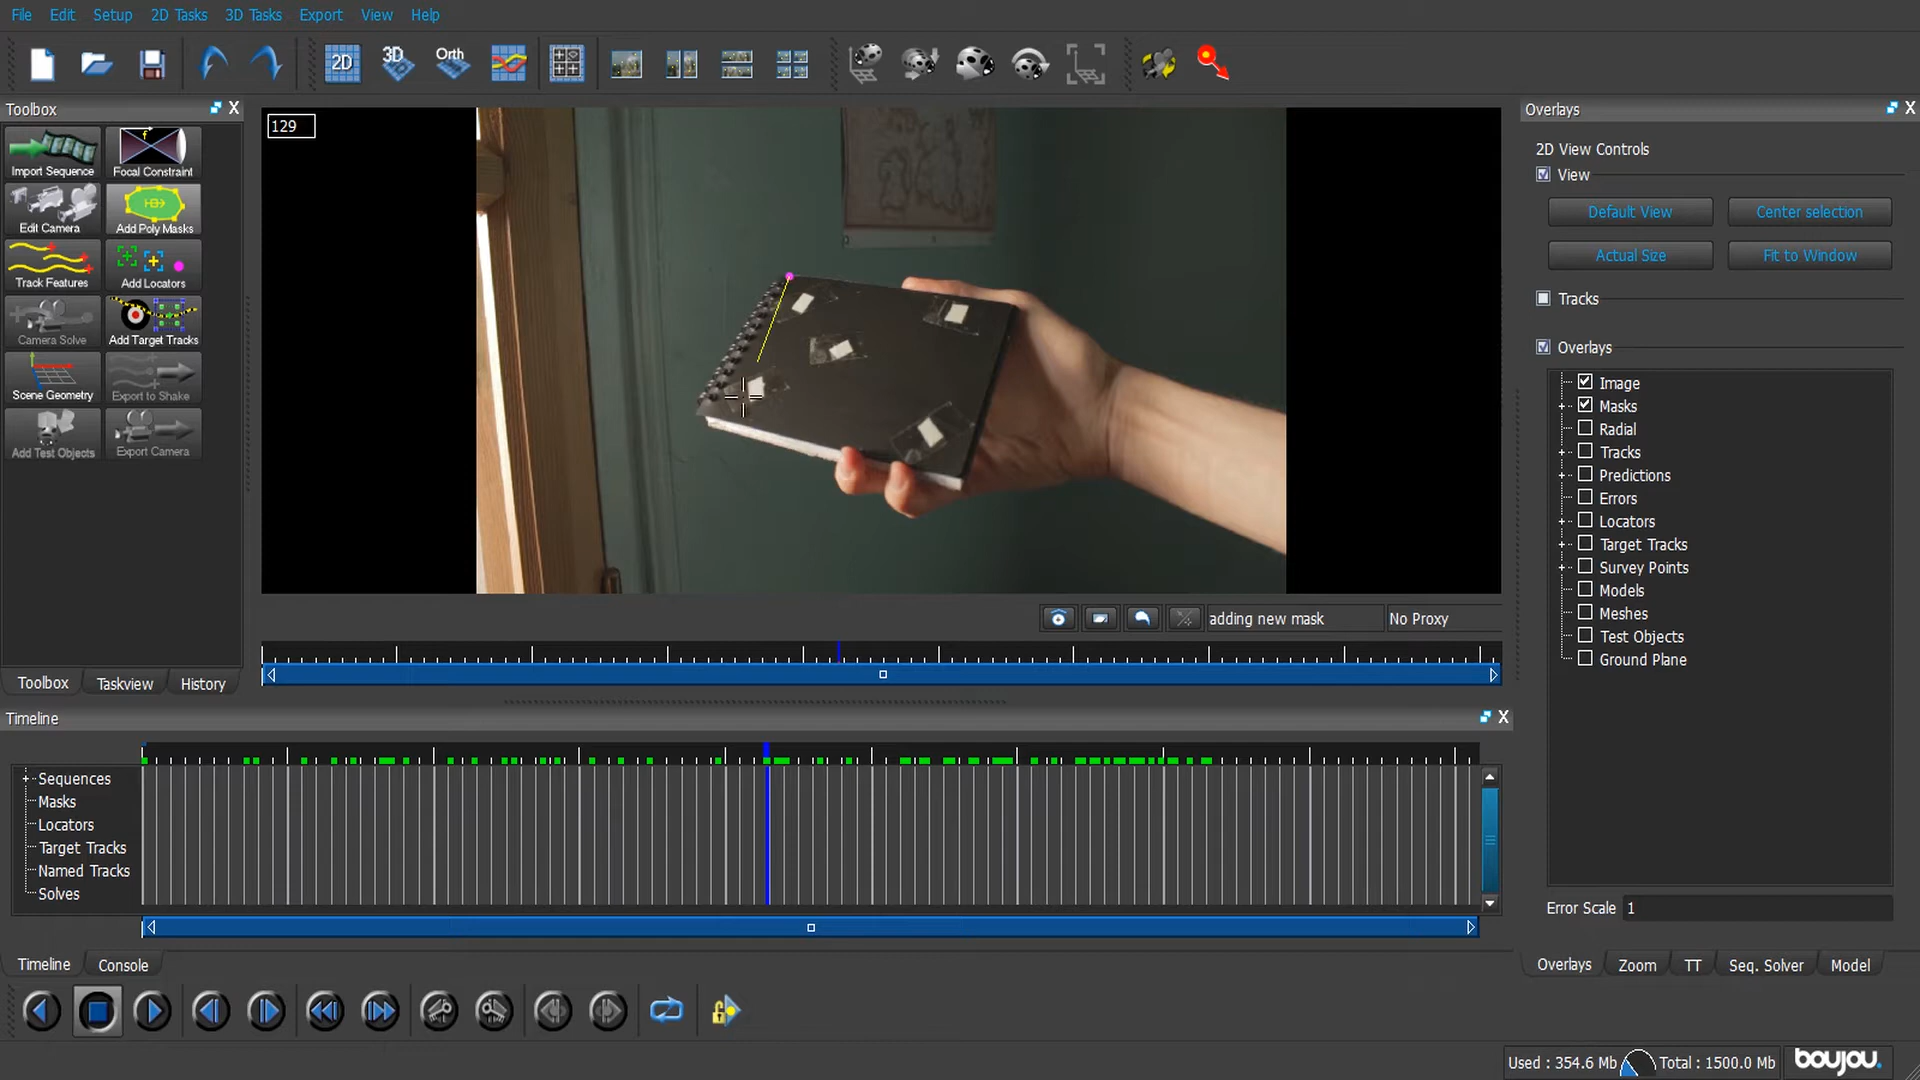 File Edit Setup 2D Tasks 3D Tasks Export View Help
2D 3D Orth
Toolbox X
Import Sequence Focal Constraint
Edit Camera Add Poly Masks
Track Features Add Locators
Camera Solve Add Target Tracks
Scene Geometry Export to Shake
Add Test Objects Export Camera
Toolbox Taskview History
129
adding new mask No Proxy
Overlays X
2D View Controls
View
Default View Center selection
Actual Size Fit to Window
Tracks
Overlays
Image
Masks
Radial
Tracks
Predictions
Errors
Locators
Target Tracks
Survey Points
Models
Meshes
Test Objects
Ground Plane
Error Scale 1
Overlays Zoom TT Seq. Solver Model
Timeline X
Sequences
Masks
Locators
Target Tracks
Named Tracks
Solves
Timeline Console
Used : 354.6 Mb Total : 1500.0 Mb boujou.